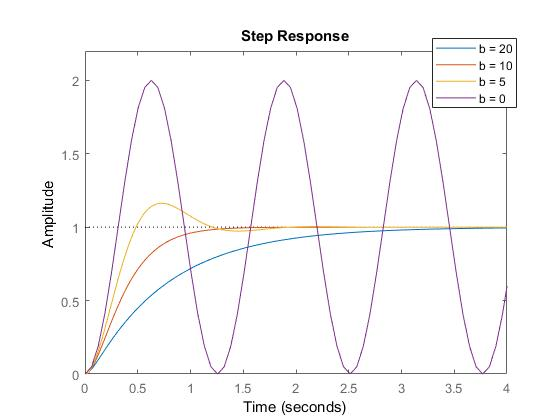 Step Response
b = 20
b = 10
b = 5
b = 0
2
1.5
1
0.5
0
Amplitude
0 0.5 1 1.5 2 2.5 3 3.5 4
Time (seconds)